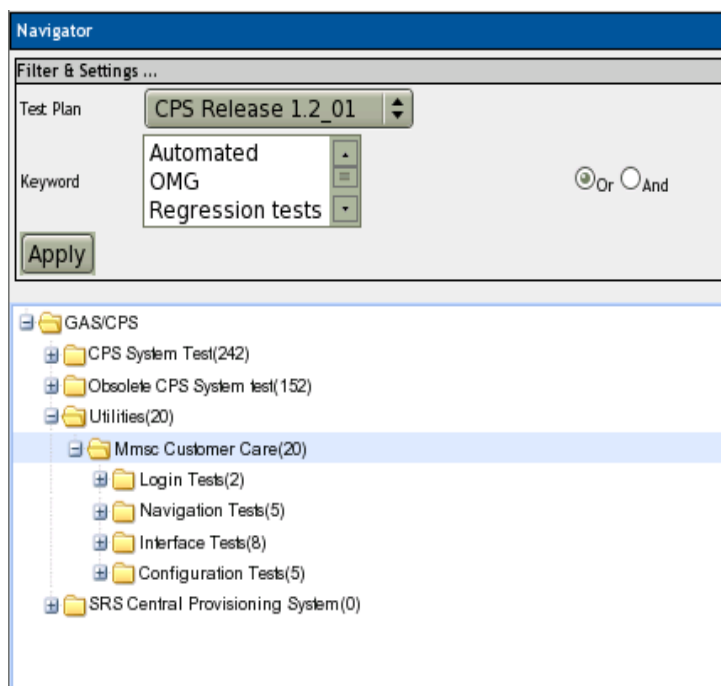 Navigator
Filter & Settings ...
Test Plan CPS Release 1.2_01
Keyword Automated
OMG
Regression tests
Or And
Apply
GAS/CPS
CPS System Test(242)
Obsolete CPS System test(152)
Utilities(20)
Mmsc Customer Care(20)
Login Tests(2)
Navigation Tests(5)
Interface Tests(8)
Configuration Tests(5)
SRS Central Provisioning System(0)